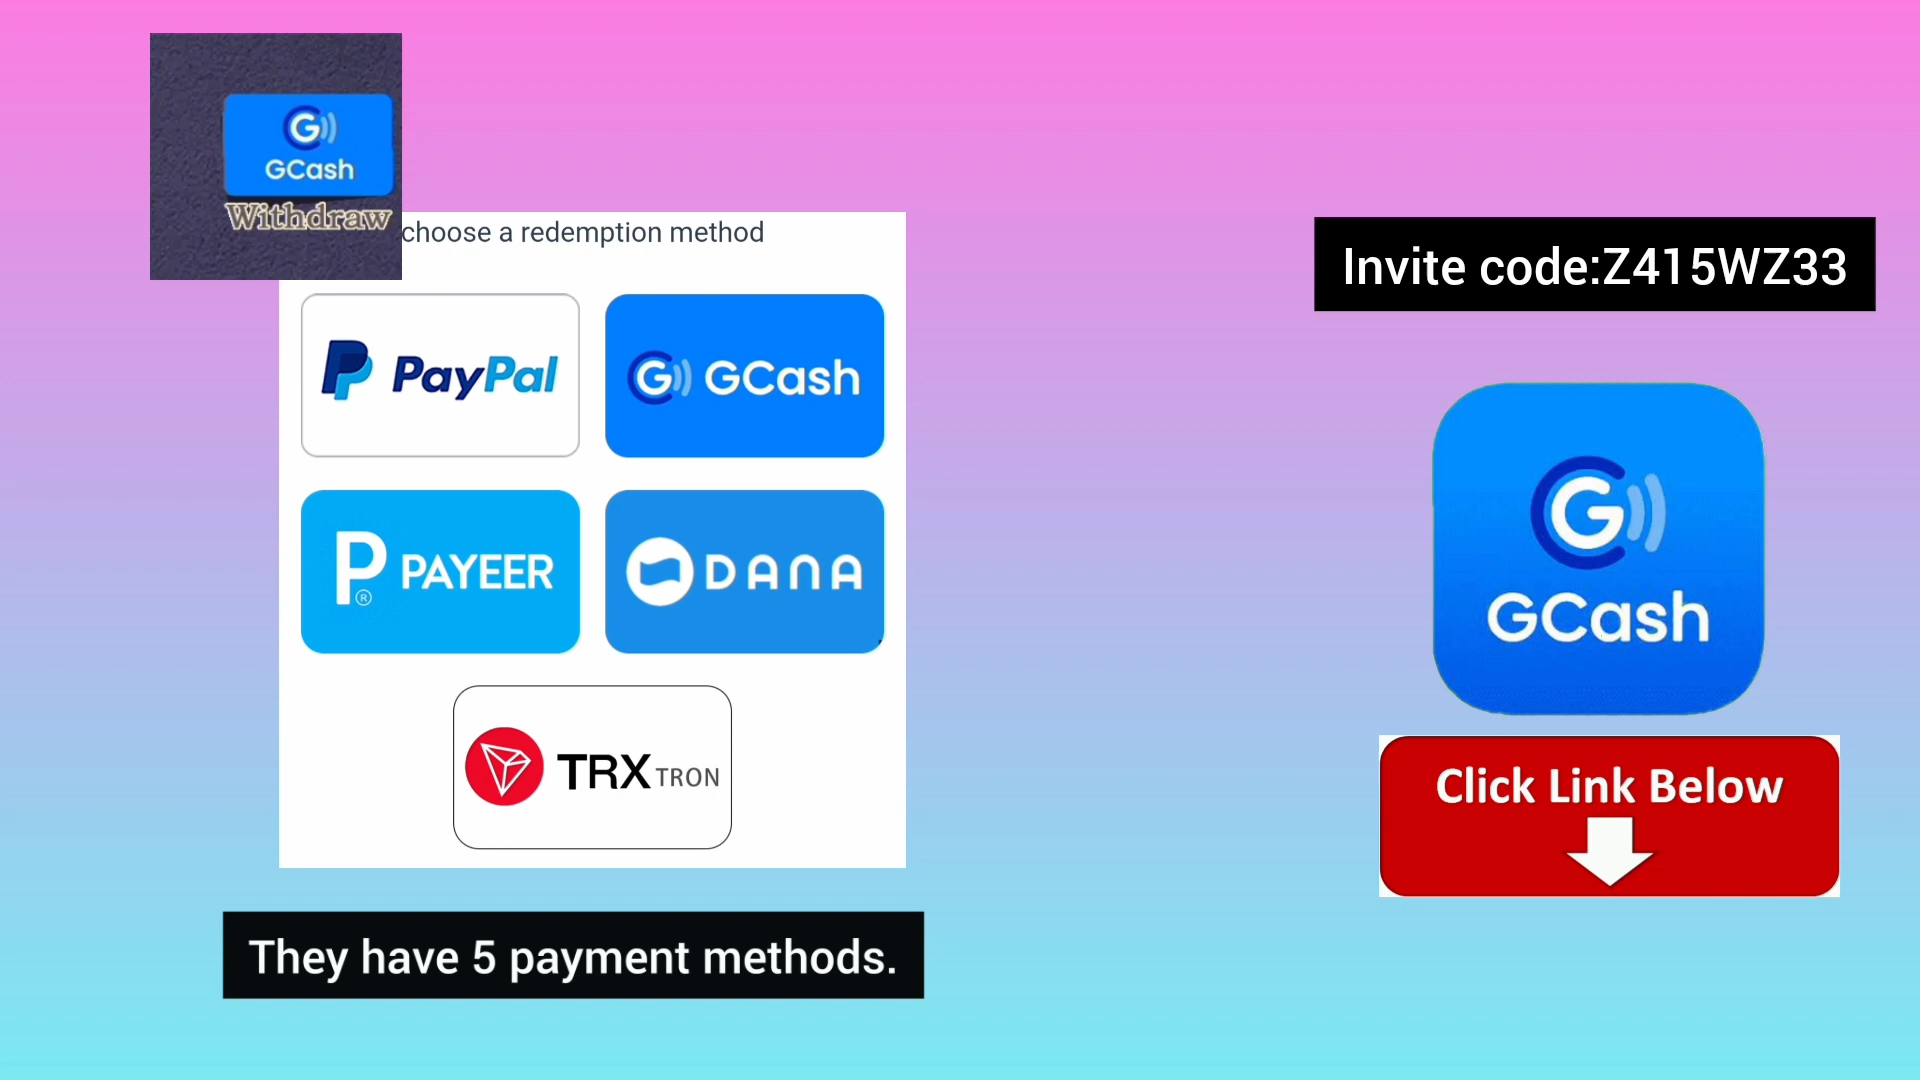 GCash
Withdraw
choose a redemption method
PayPal
GCash
P PAYEER
®
DANA
TRX TRON
They have 5 payment methods.
Invite code:Z415WZ33
GCash
Click Link Below